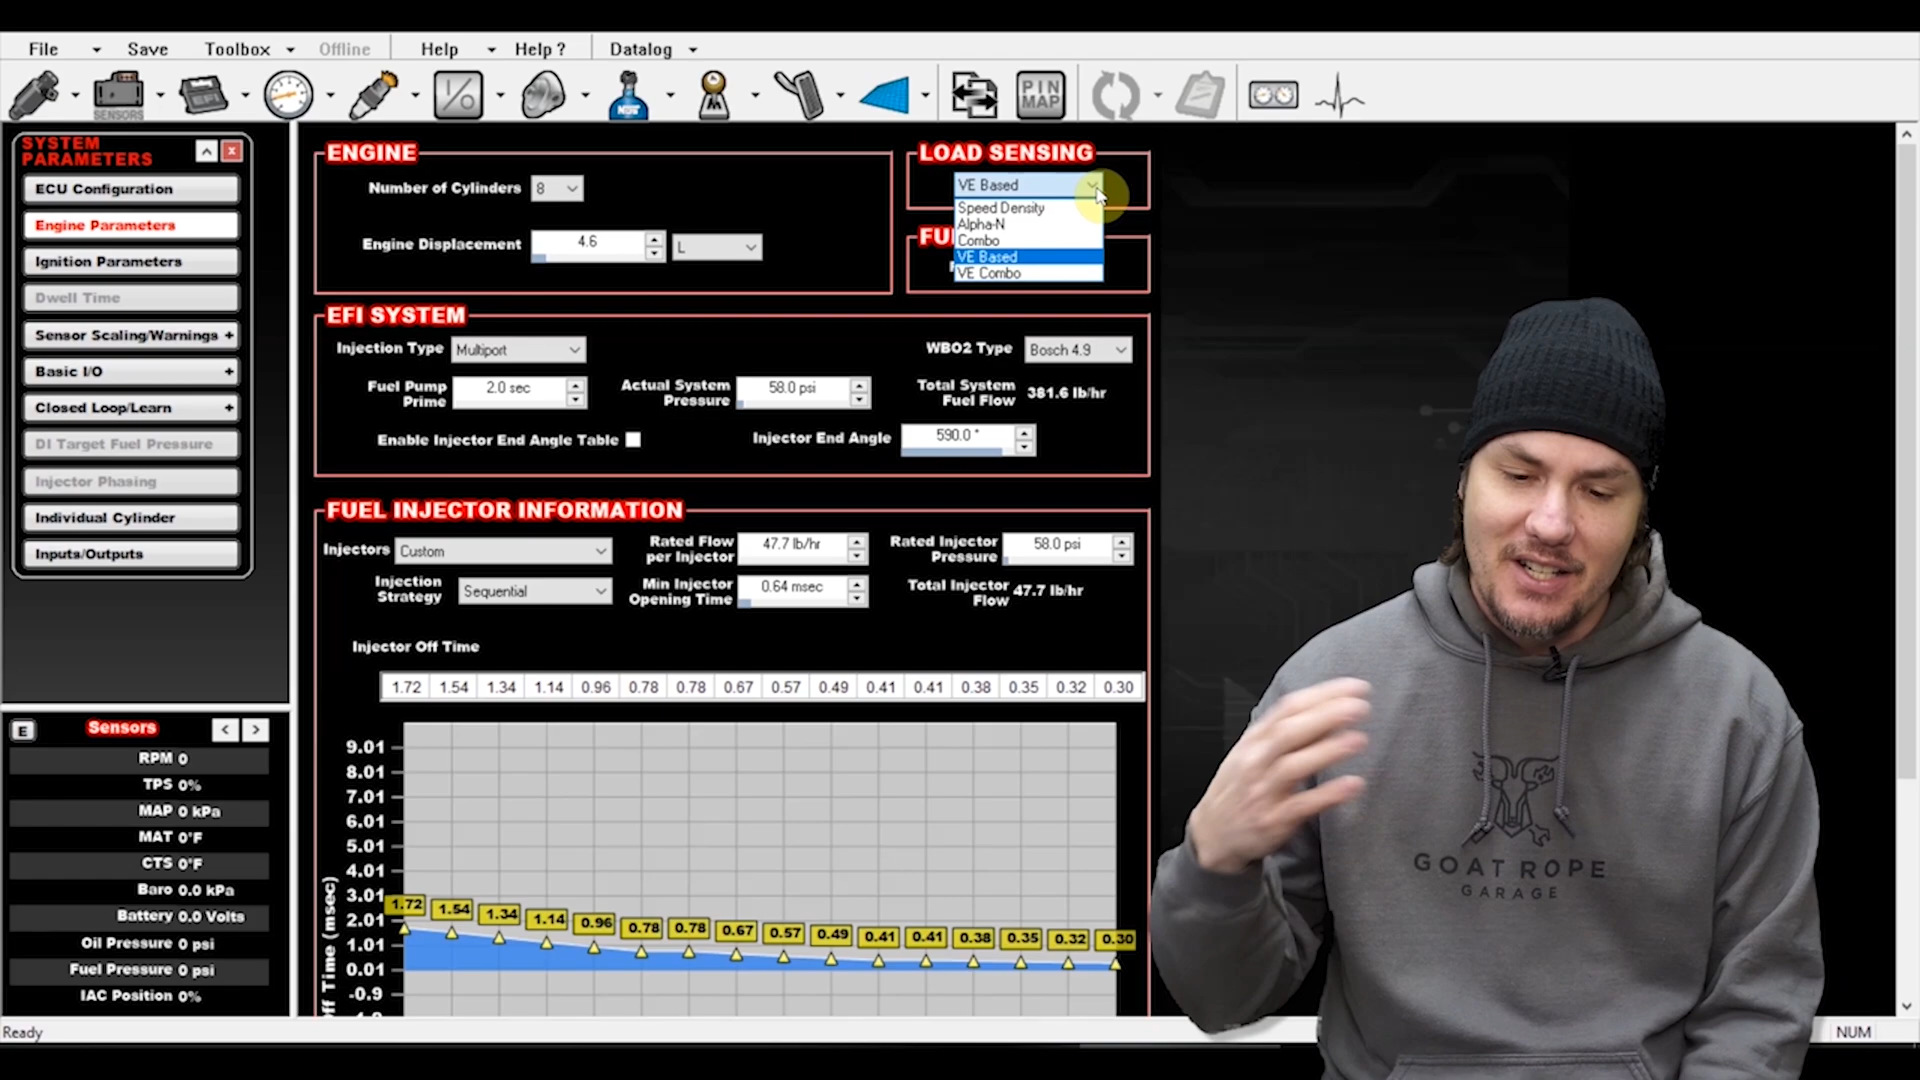 File Save Toolbox Offline Help Help ? Datalog
SENSORS EFI I/O NOS PIN MAP
SYSTEM
PARAMETERS
ECU Configuration
Engine Parameters
Ignition Parameters
Dwell Time
Sensor Scaling/Warnings +
Basic I/O +
Closed Loop/Learn +
DI Target Fuel Pressure
Injector Phasing
Individual Cylinder
Inputs/Outputs
E Sensors < >
RPM 0
TPS 0%
MAP 0 kPa
MAT 0°F
CTS 0°F
Baro 0.0 kPa
Battery 0.0 Volts
Oil Pressure 0 psi
Fuel Pressure 0 psi
IAC Position 0%
ENGINE
Number of Cylinders 8
Engine Displacement 4.6 L
LOAD SENSING
VE Based
Speed Density
Alpha-N
Combo
VE Based
VE Combo
EFI SYSTEM
Injection Type Multiport WBO2 Type Bosch 4.9
Fuel Pump Prime 2.0 sec Actual System Pressure 58.0 psi Total System Fuel Flow 381.6 lb/hr
Enable Injector End Angle Table Injector End Angle 590.0 °
FUEL INJECTOR INFORMATION
Injectors Custom Rated Flow per Injector 47.7 lb/hr Rated Injector Pressure 58.0 psi
Injection Strategy Sequential Min Injector Opening Time 0.64 msec Total Injector Flow 47.7 lb/hr
Injector Off Time
1.72 1.54 1.34 1.14 0.96 0.78 0.78 0.67 0.57 0.49 0.41 0.41 0.38 0.35 0.32 0.30
9.01
8.01
7.01
6.01
5.01
4.01
3.01
2.01
1.01
0.01
-0.9
1.72 1.54 1.34 1.14 0.96 0.78 0.78 0.67 0.57 0.49 0.41 0.41 0.38 0.35 0.32 0.30
Time (msec)
GOAT ROPE
GARAGE
Ready
NUM